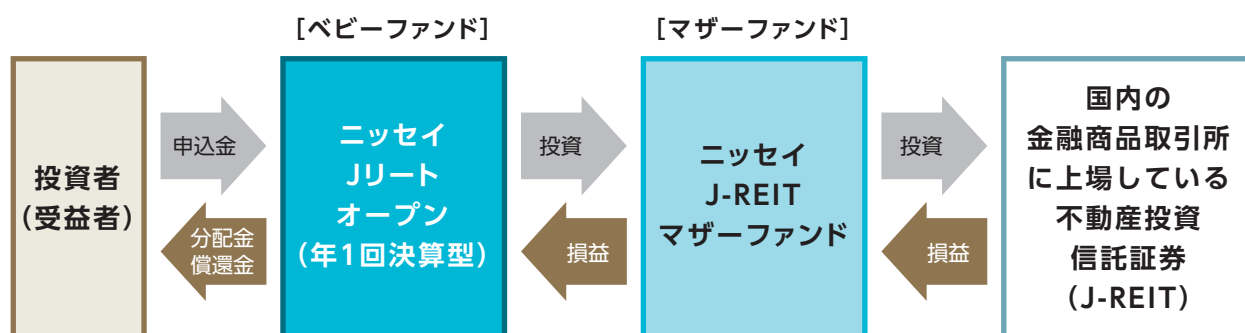 [ベビーファンド]
[マザーファンド]
投資者
(受益者)
申込金
分配金
償還金
ニッセイ
Jリート
オープン
(年1回決算型)
投資
損益
ニッセイ
J-REIT
マザーファンド
投資
損益
国内の
金融商品取引所
に上場している
不動産投資
信託証券
(J-REIT)